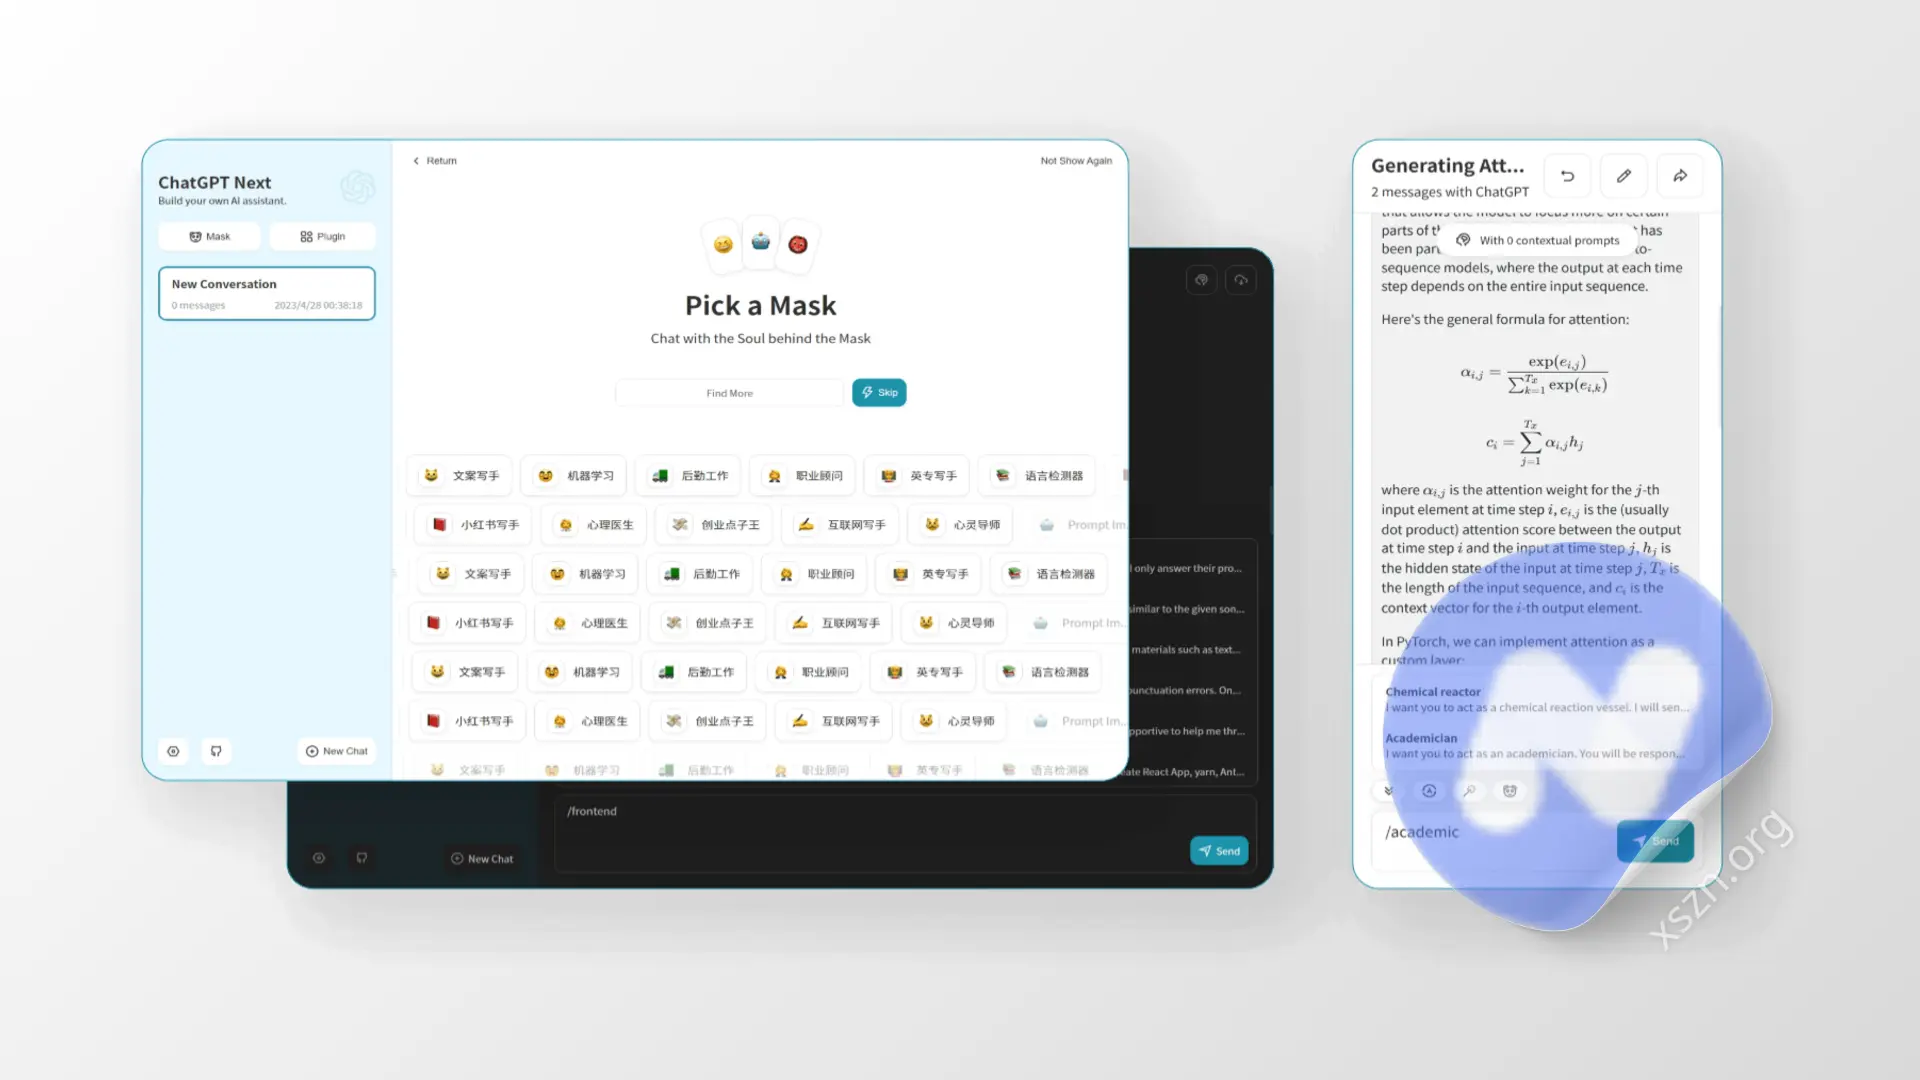 ChatGPT Next
Build your own AI assistant.
Mask
Plugin
New Conversation
0 messages
2023/4/28 00:38:18
New Chat
Return
Not Show Again
Pick a Mask
Chat with the Soul behind the Mask
Find More
Skip
文案写手 机器学习 后勤工作 职业顾问 英专写手 语言检测器
小红书写手 心理医生 创业点子王 互联网写手 心灵导师 Prompt Im...
文案写手 机器学习 后勤工作 职业顾问 英专写手 语言检测器
小红书写手 心理医生 创业点子王 互联网写手 心灵导师 Prompt Im...
文案写手 机器学习 后勤工作 职业顾问 英专写手 语言检测器
小红书写手 心理医生 创业点子王 互联网写手 心灵导师 Prompt Im...
文案写手 机器学习 后勤工作 职业顾问 英专写手 语言检测器
only answer their pro...
similar to the given son...
materials such as text...
punctuation errors. On...
pportive to help me thr...
eate React App, yarn, Ant...
/frontend
New Chat
Send
Generating Att...
2 messages with ChatGPT
that allows the model to focus more on certain
parts of t has
With 0 contextual prompts
been par to-
sequence models, where the output at each time
step depends on the entire input sequence.
Here's the general formula for attention:
α_{i,j} = exp(e_{i,j}) / ∑_{k=1}^{T_x} exp(e_{i,k})
c_i = ∑_{j=1}^{T_x} α_{i,j} h_j
where α_{i,j} is the attention weight for the j-th
input element at time step i, e_{i,j} is the (usually
dot product) attention score between the output
at time step i and the input at time step j, h_j is
the hidden state of the input at time step j, T_x is
the length of the input sequence, and c_i is the
context vector for the i-th output element.
In PyTorch, we can implement attention as a
custom layer:
Chemical reactor
I want you to act as a chemical reaction vessel. I will sen...
Academician
I want you to act as an academician. You will be respon...
/academic
Send
xszn.org